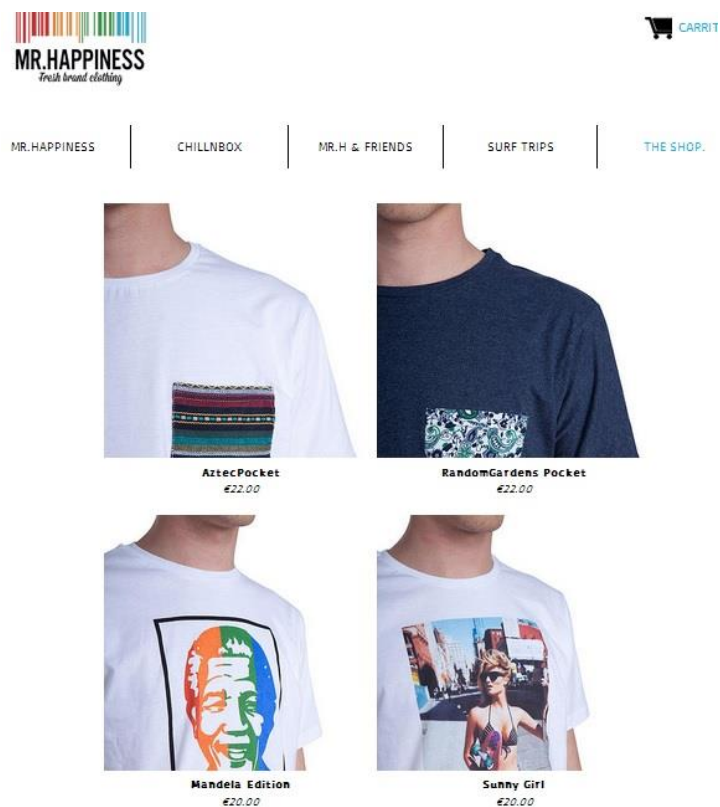 MR.HAPPINESS
Fresh brand clothing
CARRIT
MR.HAPPINESS
CHILLNBOX
MR.H & FRIENDS
SURF TRIPS
THE SHOP.
AztecPocket
€22.00
RandomGardens Pocket
€22.00
Mandela Edition
€20.00
Sunny Girl
€20.00